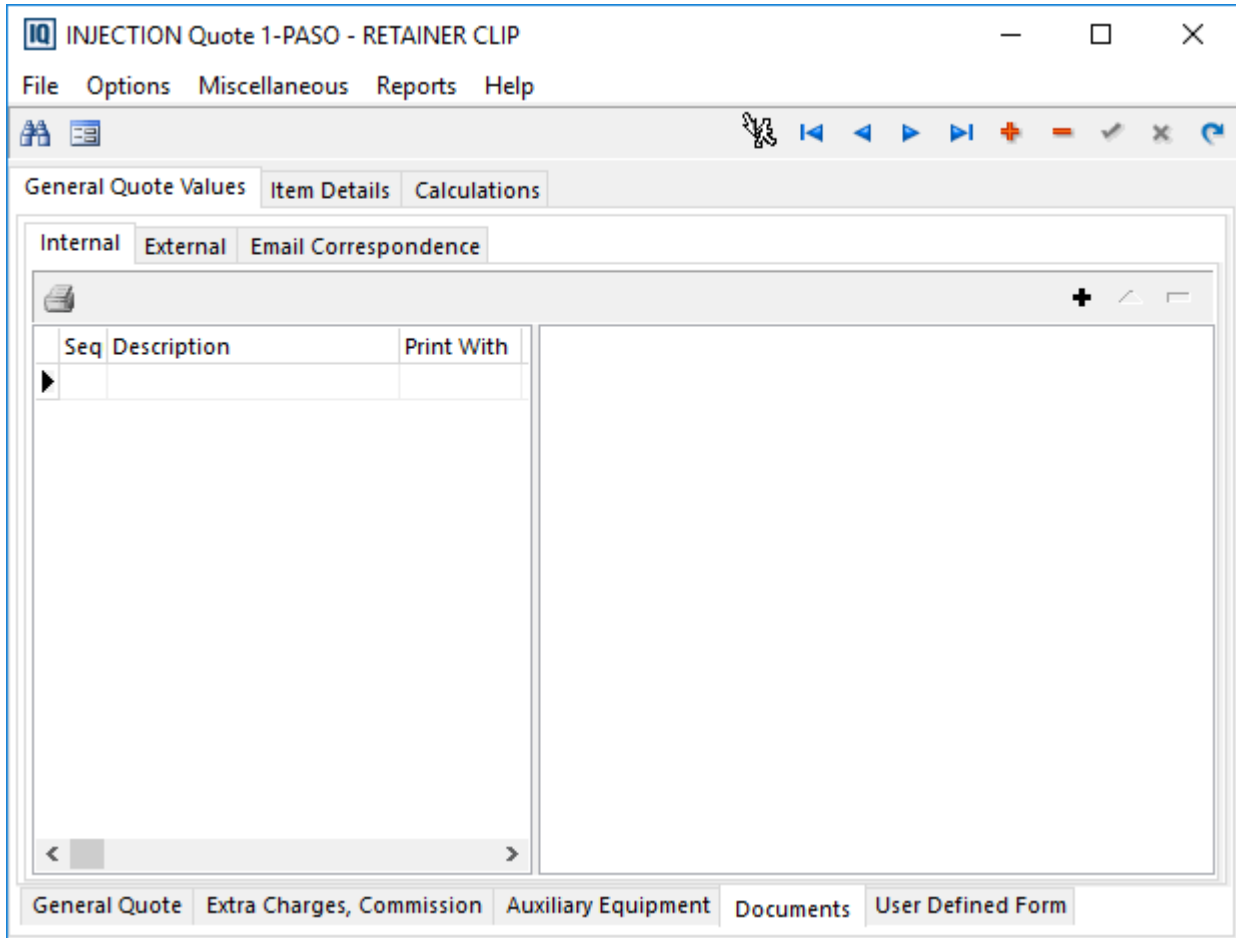 IQ INJECTION Quote 1-PASO - RETAINER CLIP
File Options Miscellaneous Reports Help
General Quote Values Item Details Calculations
Internal External Email Correspondence
Seq Description Print With
General Quote Extra Charges, Commission Auxiliary Equipment Documents User Defined Form